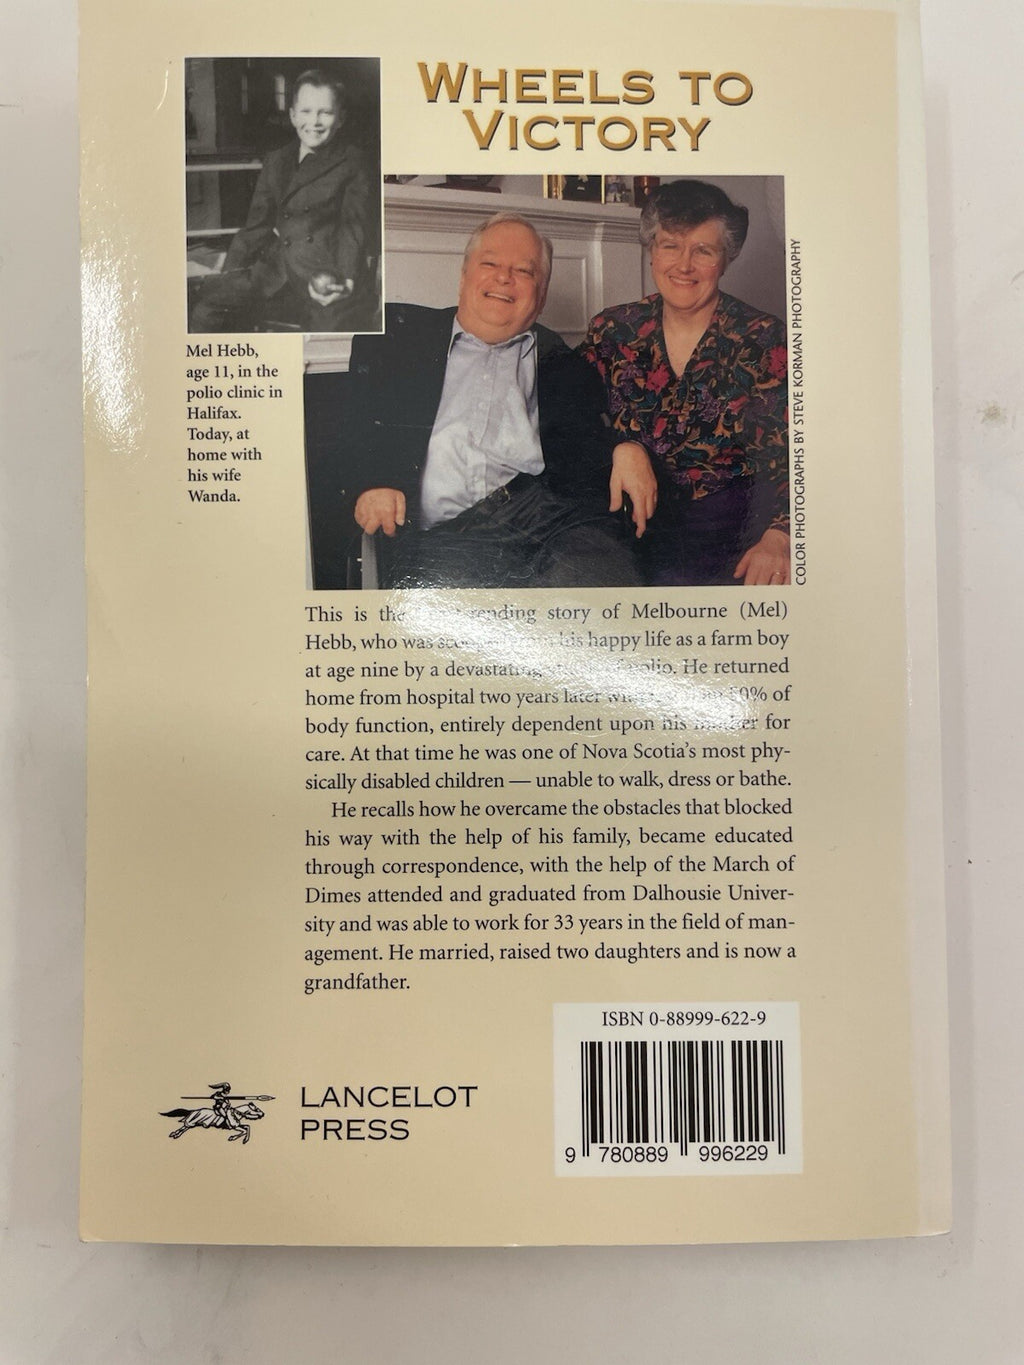 WHEELS TO
VICTORY
Mel Hebb,
age 11, in the
polio clinic in
Halifax.
Today, at
home with
his wife
Wanda.
COLOR PHOTOGRAPHS BY STEVE KORMAN PHOTOGRAPHY
This is the story of Melbourne (Mel)
Hebb, who was his happy life as a farm boy
at age nine by a devastating of polio. He returned
home from hospital two years later 50% of
body function, entirely dependent upon his mother for
care. At that time he was one of Nova Scotia's most phy-
sically disabled children — unable to walk, dress or bathe.
He recalls how he overcame the obstacles that blocked
his way with the help of his family, became educated
through correspondence, with the help of the March of
Dimes attended and graduated from Dalhousie Univer-
sity and was able to work for 33 years in the field of man-
agement. He married, raised two daughters and is now a
grandfather.
ISBN 0-88999-622-9
9 780889 996229
LANCELOT
PRESS